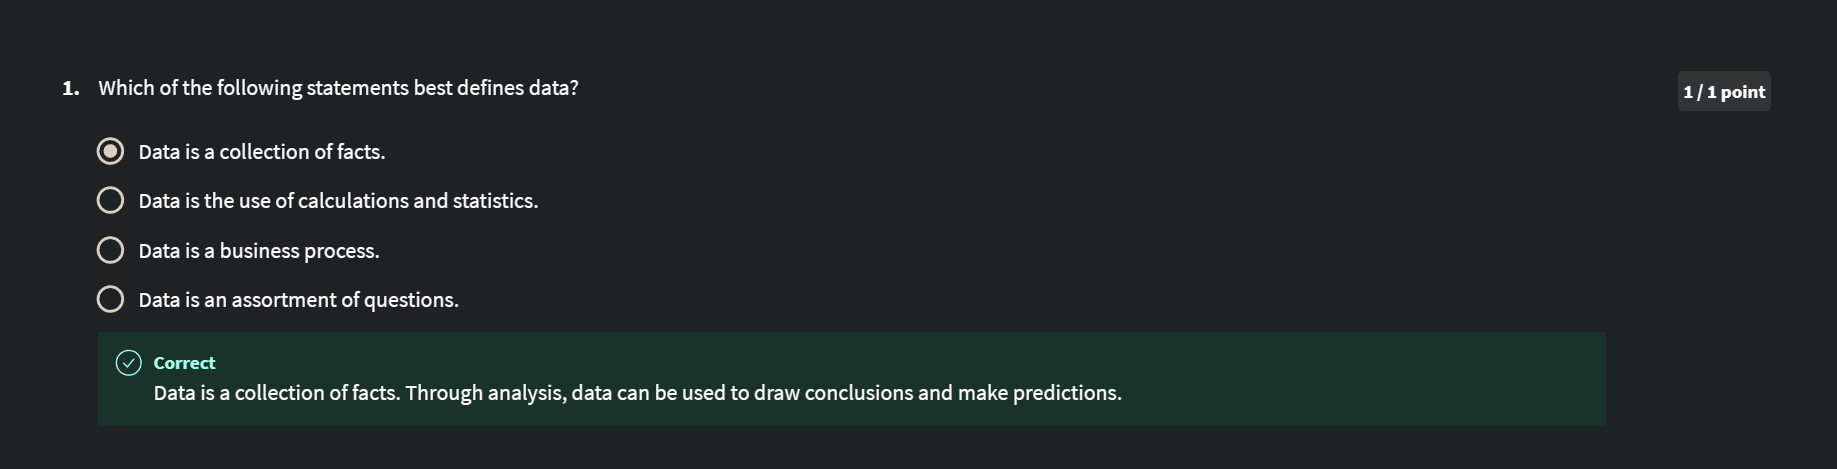 1. Which of the following statements best defines data?
1 / 1 point
Data is a collection of facts.
Data is the use of calculations and statistics.
Data is a business process.
Data is an assortment of questions.
Correct
Data is a collection of facts. Through analysis, data can be used to draw conclusions and make predictions.